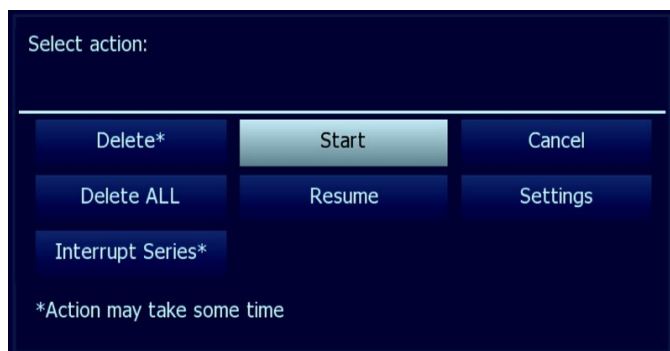 Select action:
Delete* Start Cancel
Delete ALL Resume Settings
Interrupt Series*
*Action may take some time